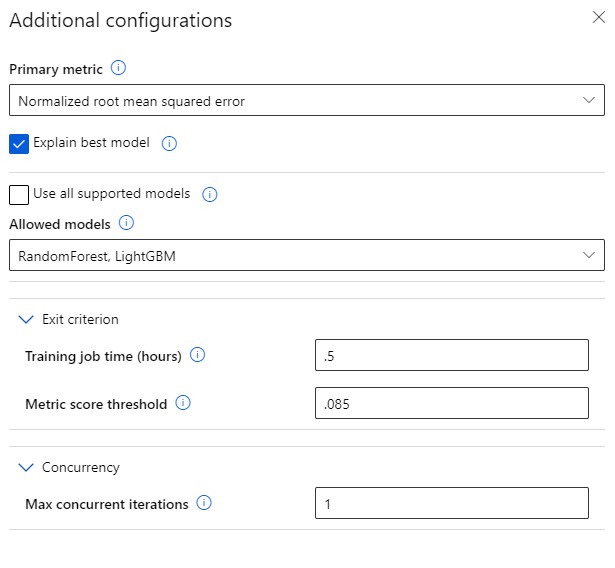 Additional configurations
Primary metric
Normalized root mean squared error
Explain best model
Use all supported models
Allowed models
RandomForest, LightGBM
Exit criterion
Training job time (hours)
.5
Metric score threshold
.085
Concurrency
Max concurrent iterations
1